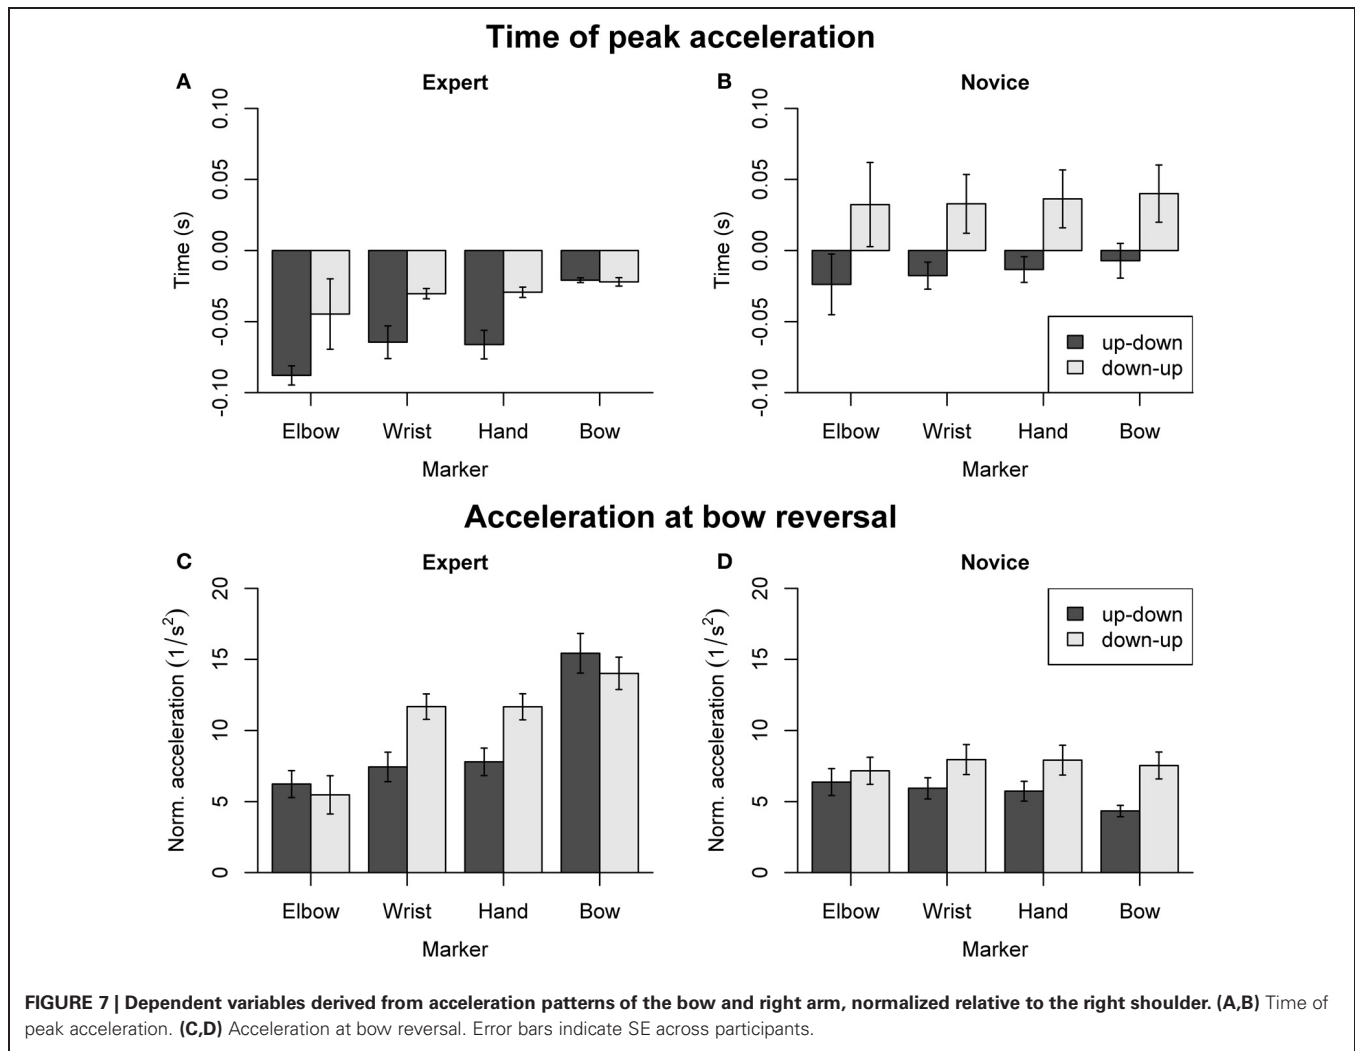 Time of peak acceleration
A
Expert
0.10
0.05
0.00
-0.05
-0.10
Time (s)
Elbow Wrist Hand Bow
Marker
B
Novice
0.10
0.05
0.00
-0.05
-0.10
Time (s)
up-down
down-up
Elbow Wrist Hand Bow
Marker
Acceleration at bow reversal
C
Expert
20
15
10
5
0
Norm. acceleration (1/s²)
Elbow Wrist Hand Bow
Marker
D
Novice
20
15
10
5
0
Norm. acceleration (1/s²)
up-down
down-up
Elbow Wrist Hand Bow
Marker
FIGURE 7 | Dependent variables derived from acceleration patterns of the bow and right arm, normalized relative to the right shoulder. (A,B) Time of
peak acceleration. (C,D) Acceleration at bow reversal. Error bars indicate SE across participants.